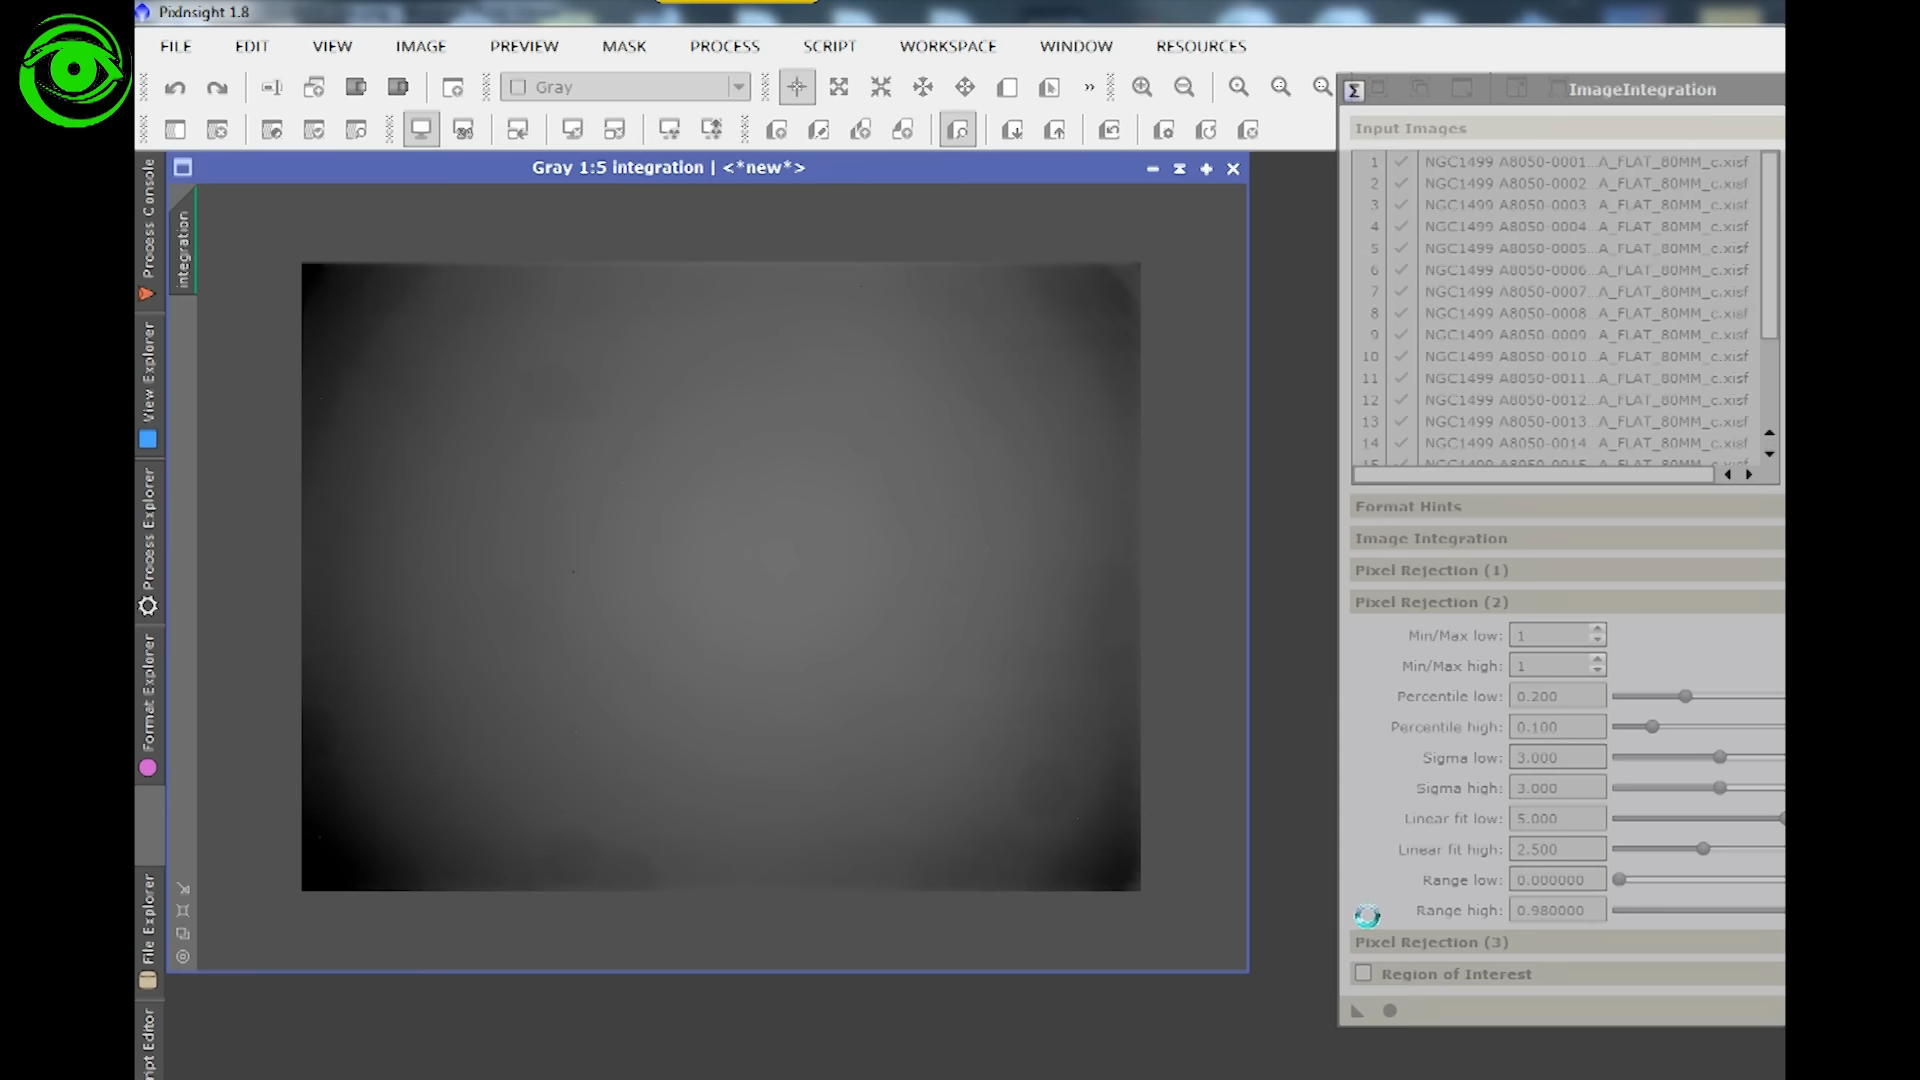 PixInsight 1.8
FILE EDIT VIEW IMAGE PREVIEW MASK PROCESS SCRIPT WORKSPACE WINDOW RESOURCES
Gray
»
ImageIntegration
Input Images
Gray 1:5 integration | <*new*>
integration
Process Console
View Explorer
Process Explorer
Format Explorer
File Explorer
ipt Editor
1 NGC1499 A8050-0001...A_FLAT_80MM_c.xisf
2 NGC1499 A8050-0002...A_FLAT_80MM_c.xisf
3 NGC1499 A8050-0003...A_FLAT_80MM_c.xisf
4 NGC1499 A8050-0004...A_FLAT_80MM_c.xisf
5 NGC1499 A8050-0005...A_FLAT_80MM_c.xisf
6 NGC1499 A8050-0006...A_FLAT_80MM_c.xisf
7 NGC1499 A8050-0007...A_FLAT_80MM_c.xisf
8 NGC1499 A8050-0008...A_FLAT_80MM_c.xisf
9 NGC1499 A8050-0009...A_FLAT_80MM_c.xisf
10 NGC1499 A8050-0010...A_FLAT_80MM_c.xisf
11 NGC1499 A8050-0011...A_FLAT_80MM_c.xisf
12 NGC1499 A8050-0012...A_FLAT_80MM_c.xisf
13 NGC1499 A8050-0013...A_FLAT_80MM_c.xisf
14 NGC1499 A8050-0014...A_FLAT_80MM_c.xisf
15 NGC1499 A8050-0015...A_FLAT_80MM_c.xisf
Format Hints
Image Integration
Pixel Rejection (1)
Pixel Rejection (2)
Min/Max low: 1
Min/Max high: 1
Percentile low: 0.200
Percentile high: 0.100
Sigma low: 3.000
Sigma high: 3.000
Linear fit low: 5.000
Linear fit high: 2.500
Range low: 0.000000
Range high: 0.980000
Pixel Rejection (3)
Region of Interest